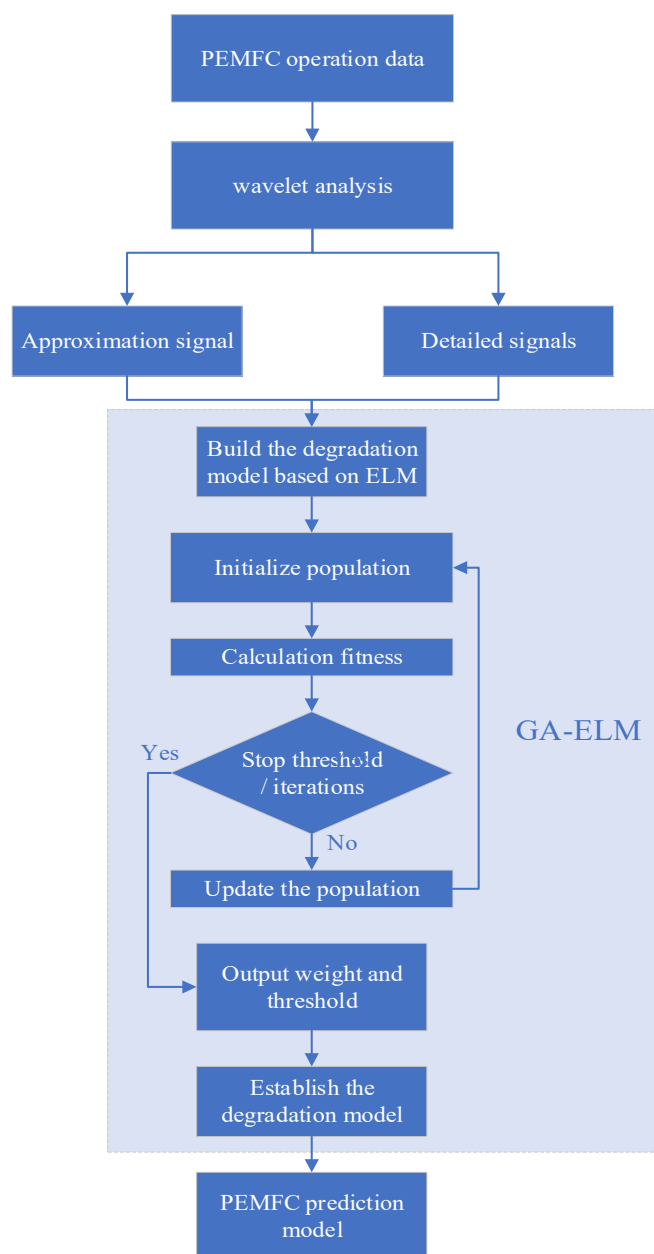 PEMFC operation data
wavelet analysis
Approximation signal
Detailed signals
Build the degradation
model based on ELM
Initialize population
Calculation fitness
GA-ELM
Yes
Stop threshold
/ iterations
No
Update the population
Output weight and
threshold
Establish the
degradation model
PEMFC prediction
model